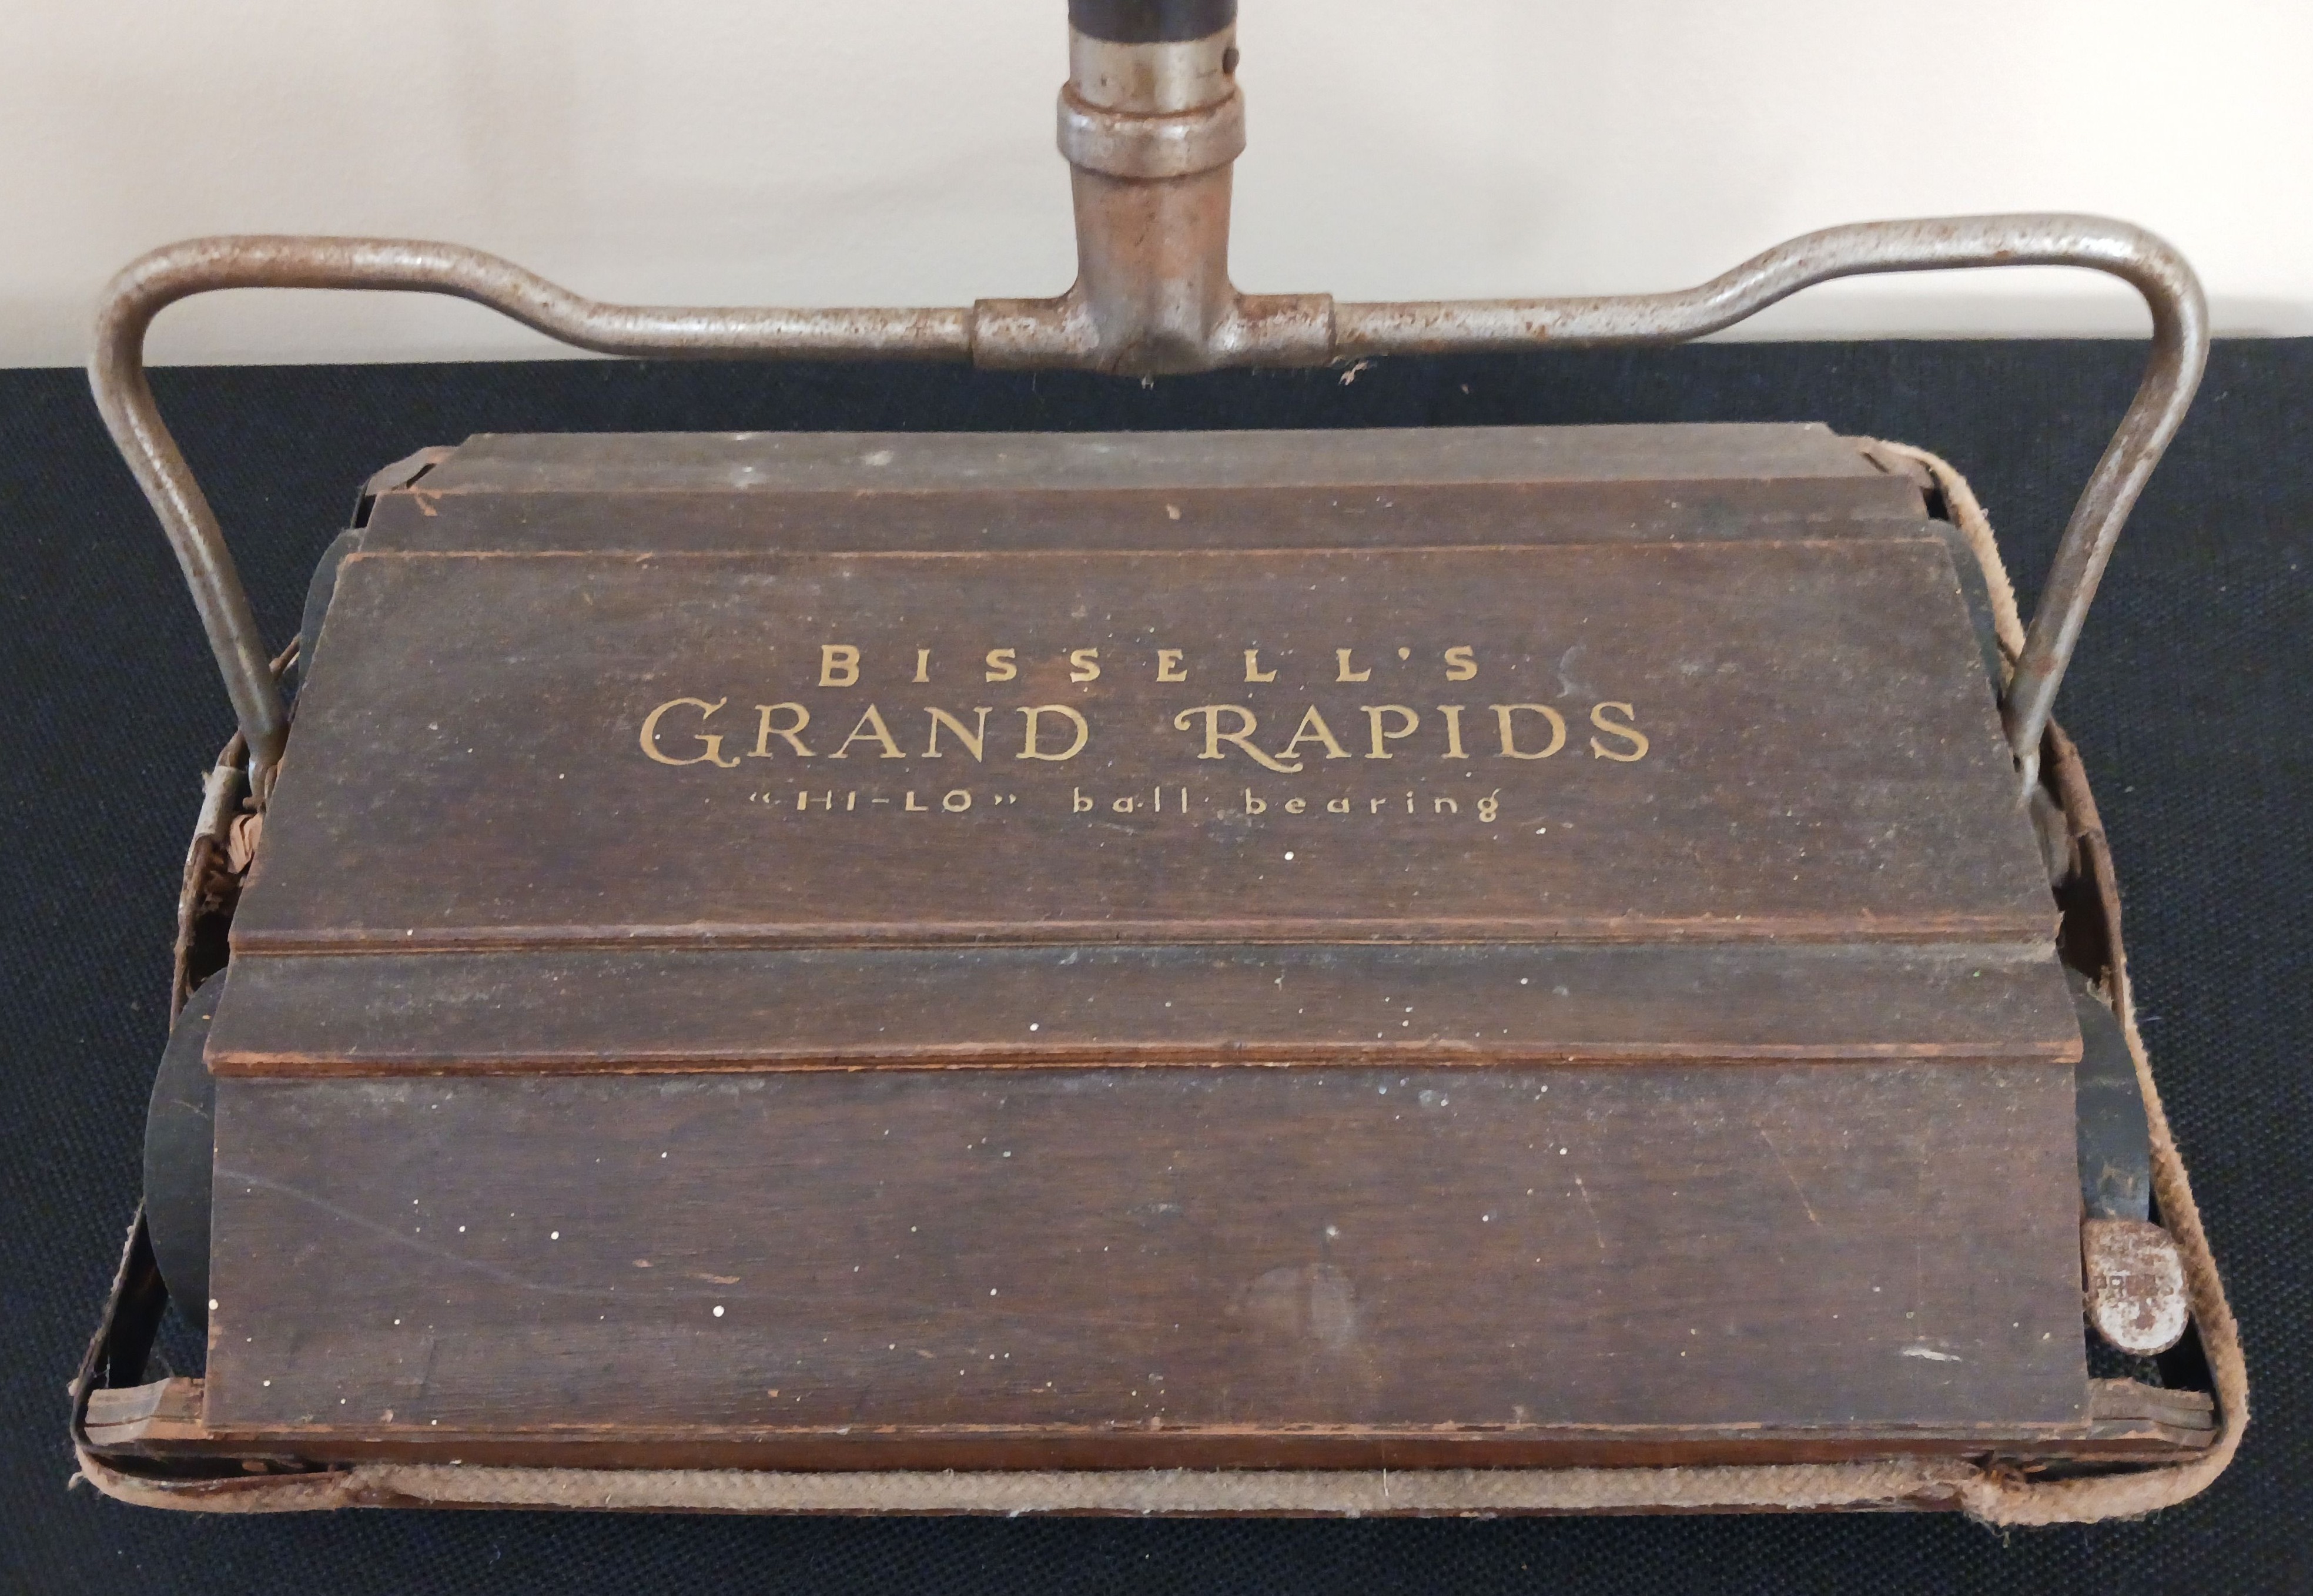 BISSELL'S
GRAND RAPIDS
"HI-LO" ball bearing